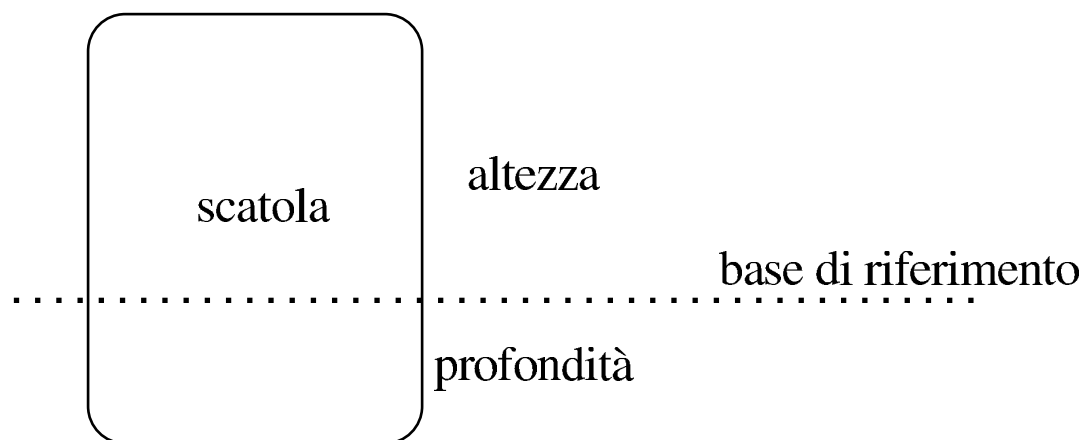 altezza
scatola
base di riferimento
profondità